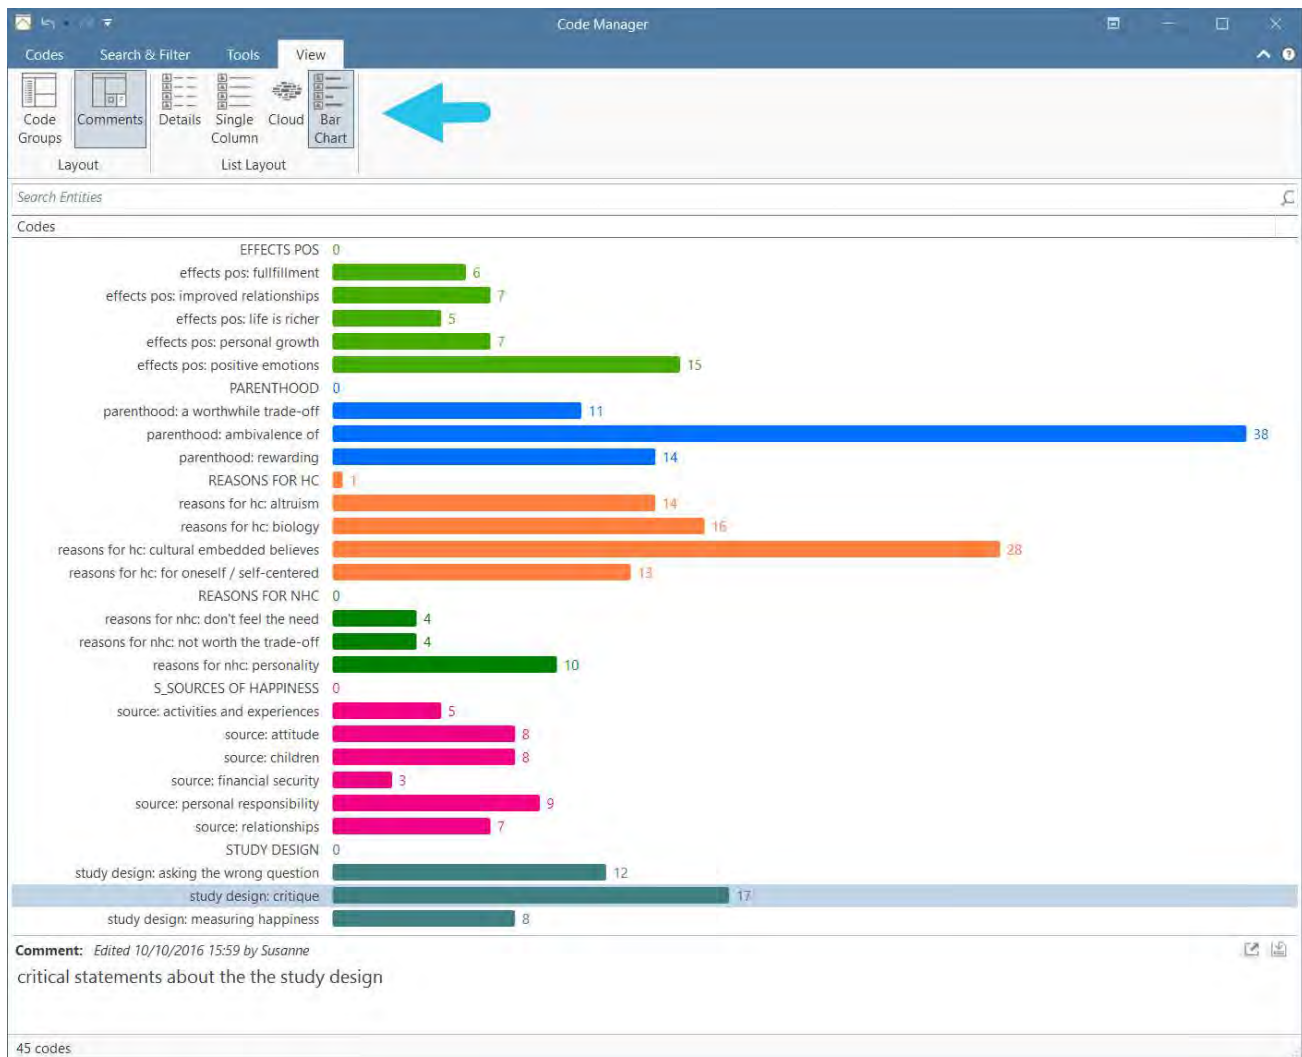 Code Manager
Codes Search & Filter Tools View
Code Groups Comments Details Single Column Cloud Bar Chart
Layout List Layout
Search Entities
Codes
EFFECTS POS 0
effects pos: fullfillment 6
effects pos: improved relationships 7
effects pos: life is richer 5
effects pos: personal growth 7
effects pos: positive emotions 15
PARENTHOOD 0
parenthood: a worthwhile trade-off 11
parenthood: ambivalence of 38
parenthood: rewarding 14
REASONS FOR HC 1
reasons for hc: altruism 14
reasons for hc: biology 16
reasons for hc: cultural embedded believes 28
reasons for hc: for oneself / self-centered 13
REASONS FOR NHC 0
reasons for nhc: don't feel the need 4
reasons for nhc: not worth the trade-off 4
reasons for nhc: personality 10
S_SOURCES OF HAPPINESS 0
source: activities and experiences 5
source: attitude 8
source: children 8
source: financial security 3
source: personal responsibility 9
source: relationships 7
STUDY DESIGN 0
study design: asking the wrong question 12
study design: critique 17
study design: measuring happiness 8
Comment: Edited 10/10/2016 15:59 by Susanne
critical statements about the the study design
45 codes